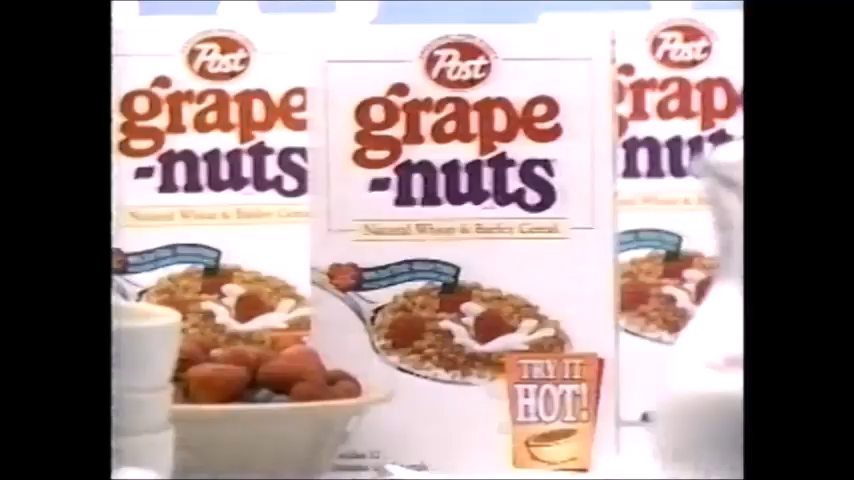 Post
grape
-nuts
Post
grape
-nuts
Natural Wheat & Barley Cereal
TRY IT
HOT!
Post
grape
-nuts
Natural Wheat & Barley Cereal